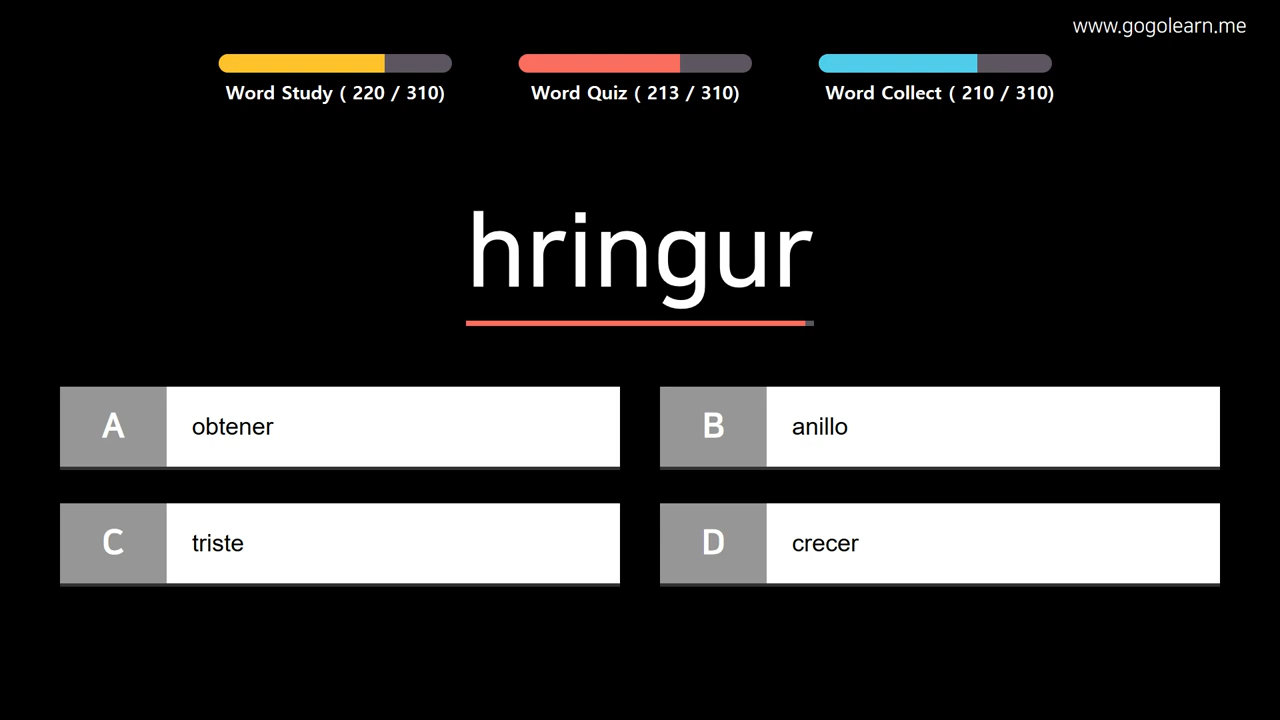 www.gogolearn.me
Word Study ( 220 / 310)
Word Quiz ( 213 / 310)
Word Collect ( 210 / 310)
hringur
A obtener
B anillo
C triste
D crecer